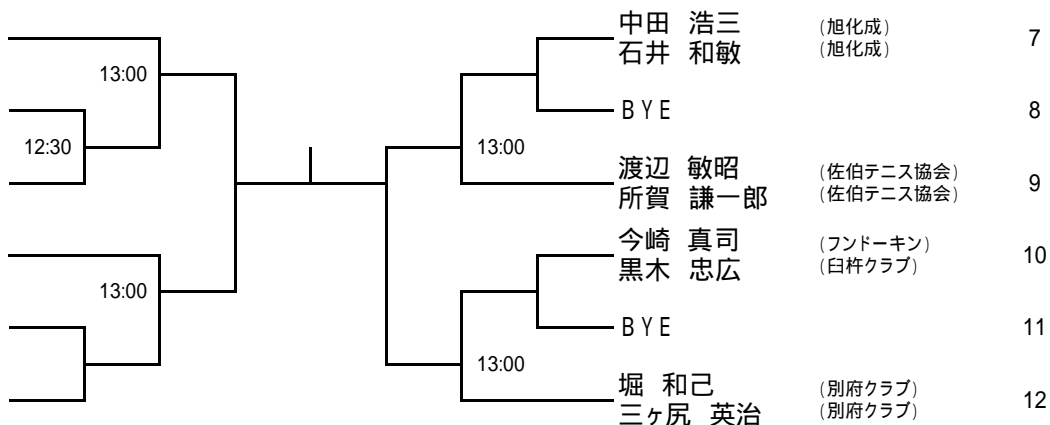 13:00
12:30
13:00
13:00
13:00
中田 浩三 (旭化成)
石井 和敏 (旭化成)
7
BYE 8
渡辺 敏昭 (佐伯テニス協会)
所賀 謙一郎 (佐伯テニス協会)
9
今崎 真司 (フンドーキン)
黒木 忠広 (臼杵クラブ)
10
BYE 11
堀 和己 (別府クラブ)
三ヶ尻 英治 (別府クラブ)
12